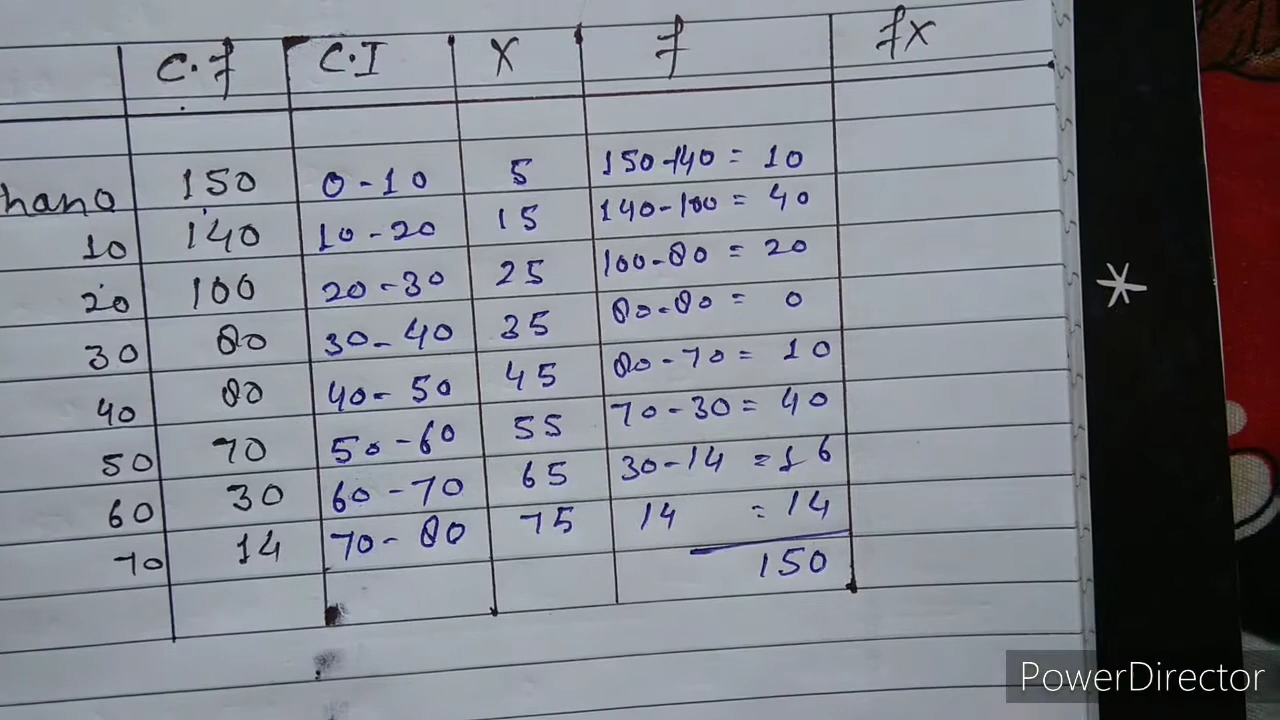 C.f C.I X f fx
150 0-10 5 150-140 = 10
10 140 10-20 15 140-100 = 40
20 100 20-30 25 100-80 = 20
30 80 30-40 35 80-80 = 0
40 80 40-50 45 80-70 = 10
50 70 50-60 55 70-30 = 40
60 30 60-70 65 30-14 = 16
70 14 70-80 75 14 = 14
150
PowerDirector